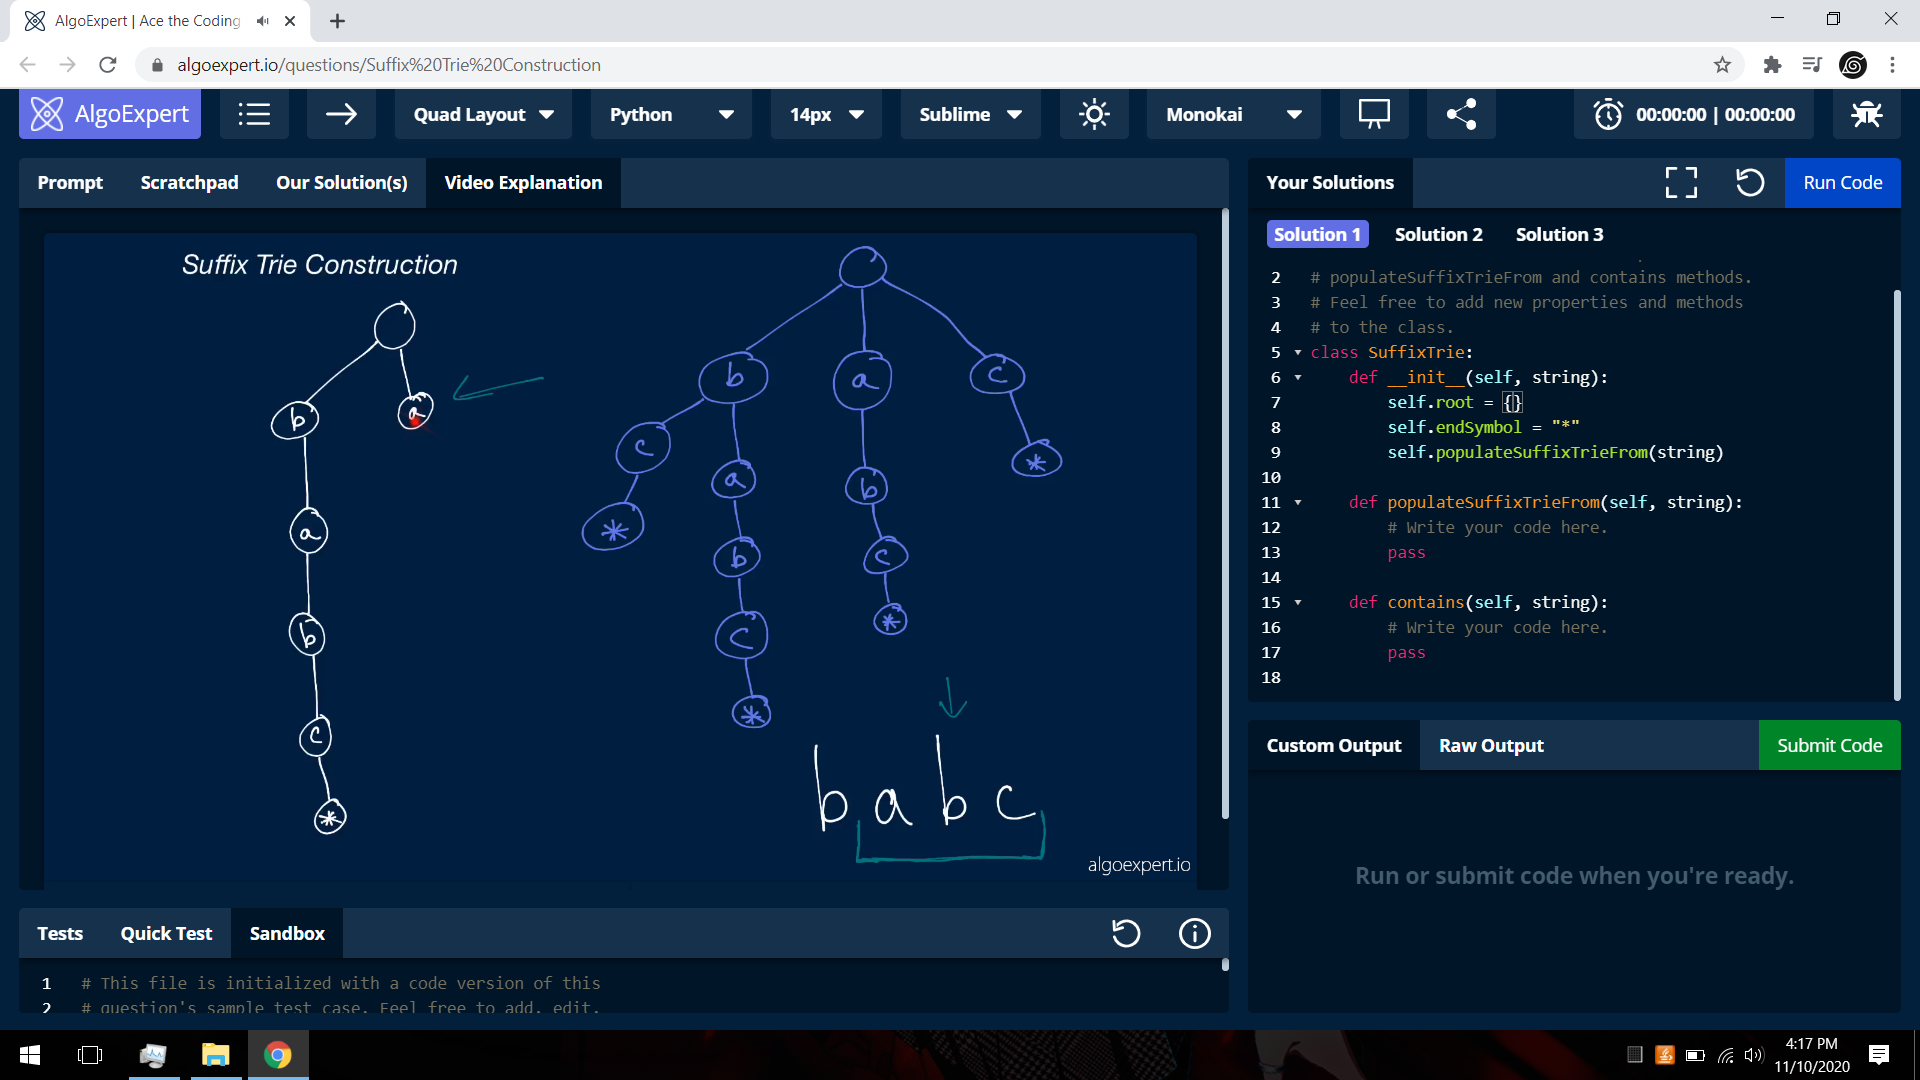 AlgoExpert | Ace the Coding
algoexpert.io/questions/Suffix%20Trie%20Construction
AlgoExpert
Quad Layout
Python
14px
Sublime
Monokai
00:00:00 | 00:00:00
Prompt
Scratchpad
Our Solution(s)
Video Explanation
Suffix Trie Construction
b
a
a
b
c
*
b
a
c
c
a
b
*
*
b
c
c
*
*
babc
algoexpert.io
Your Solutions
Run Code
Solution 1
Solution 2
Solution 3
2 # populateSuffixTrieFrom and contains methods.
3 # Feel free to add new properties and methods
4 # to the class.
5 class SuffixTrie:
6 def __init__(self, string):
7 self.root = {}
8 self.endSymbol = "*"
9 self.populateSuffixTrieFrom(string)
10
11 def populateSuffixTrieFrom(self, string):
12 # Write your code here.
13 pass
14
15 def contains(self, string):
16 # Write your code here.
17 pass
18
Custom Output
Raw Output
Submit Code
Run or submit code when you're ready.
Tests
Quick Test
Sandbox
1 # This file is initialized with a code version of this
2 # question's sample test case. Feel free to add, edit,
4:17 PM
11/10/2020